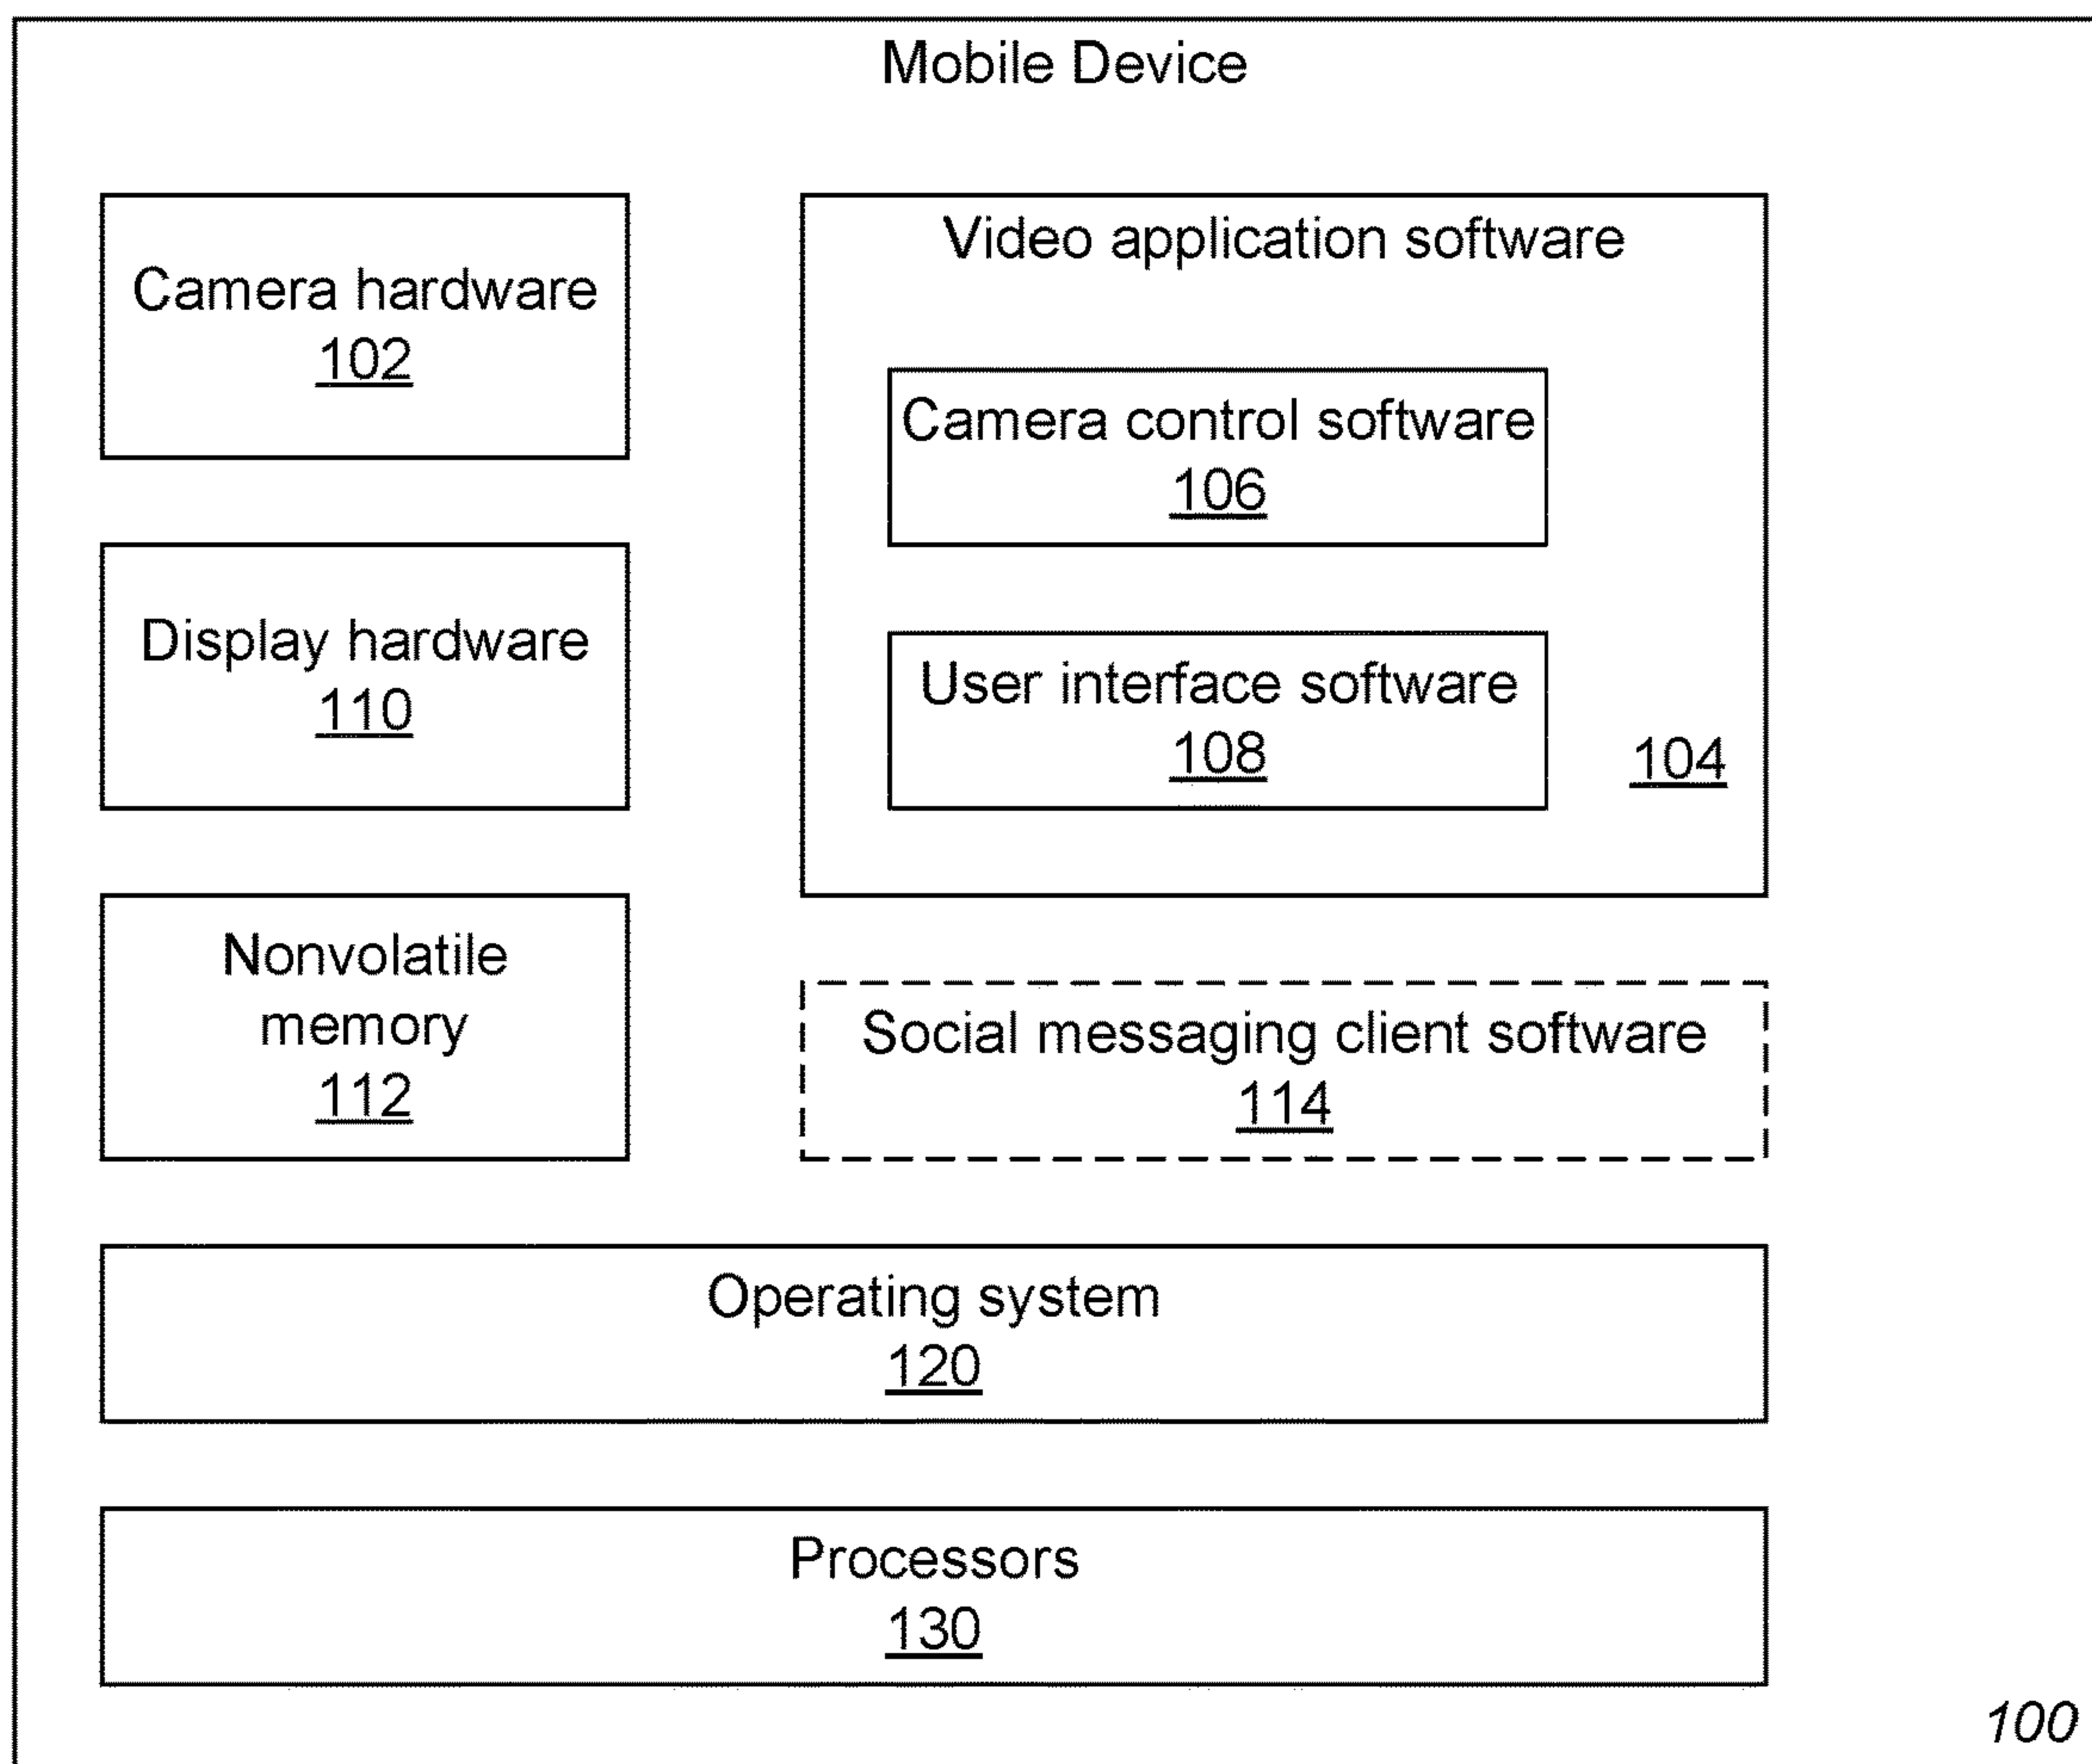 Mobile Device
Camera hardware
102
Display hardware
110
Nonvolatile
memory
112
Video application software
Camera control software
106
User interface software
108
104
Social messaging client software
114
Operating system
120
Processors
130
100